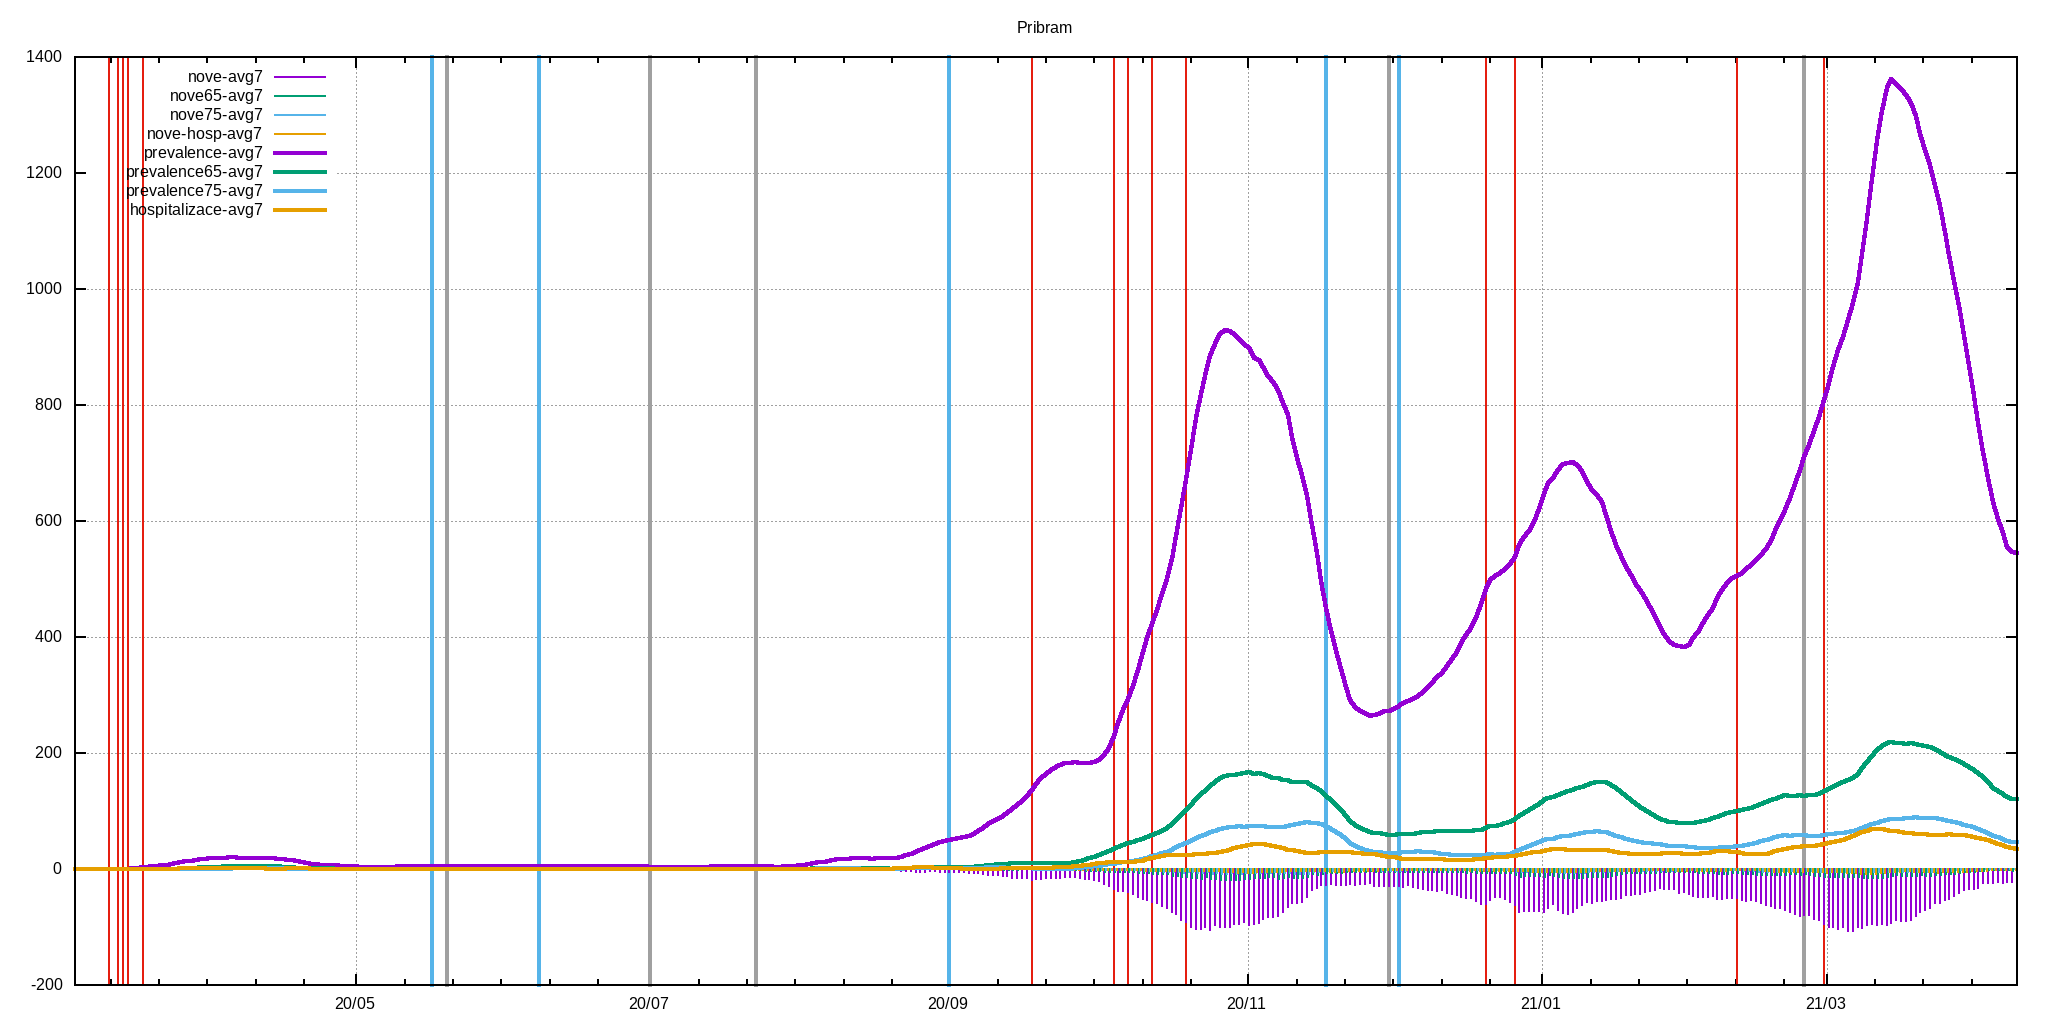 Pribram
1400
1200
1000
800
600
400
200
0
-200
nove-avg7
nove65-avg7
nove75-avg7
nove-hosp-avg7
prevalence-avg7
prevalence65-avg7
prevalence75-avg7
hospitalizace-avg7
20/05 20/07 20/09 20/11 21/01 21/03